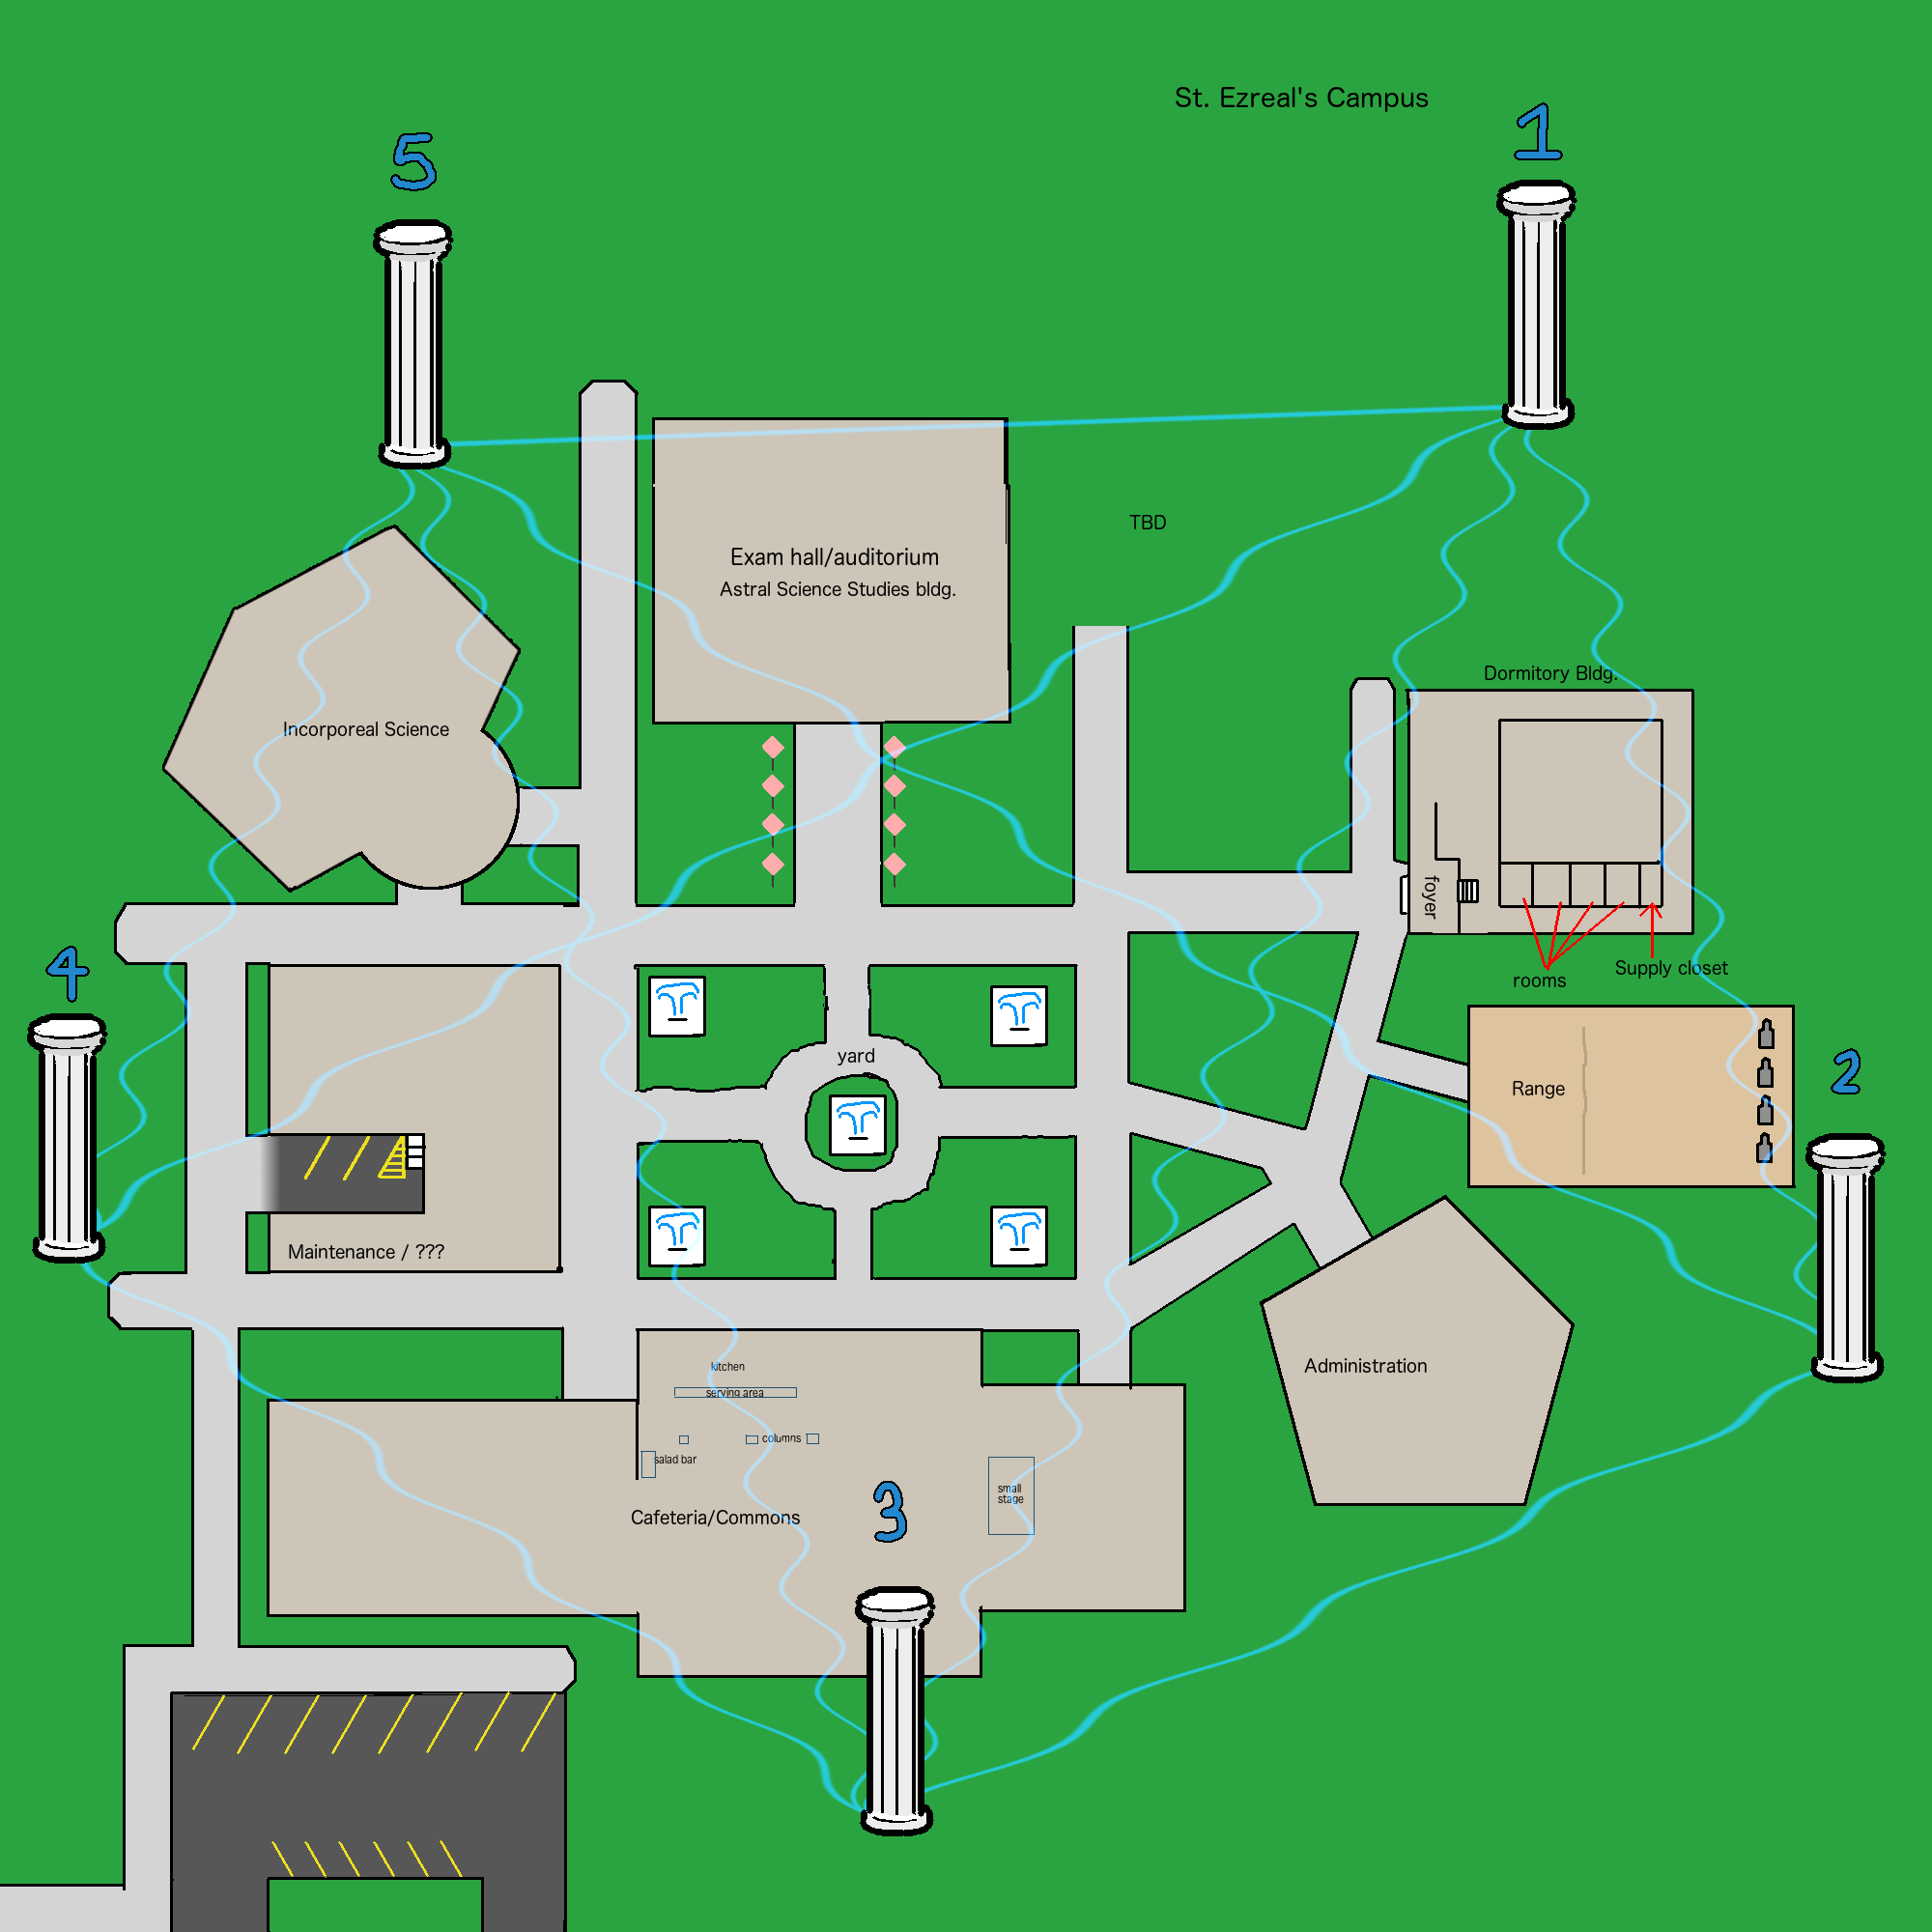 St. Ezreal's Campus
1
5
TBD
Exam hall/auditorium
Astral Science Studies bldg.
Dormitory Bldg.
Incorporeal Science
foyer
4
Supply closet
rooms
yard
2
Range
Maintenance / ???
kitchen
serving area
Administration
columns
salad bar
small
stage
3
Cafeteria/Commons